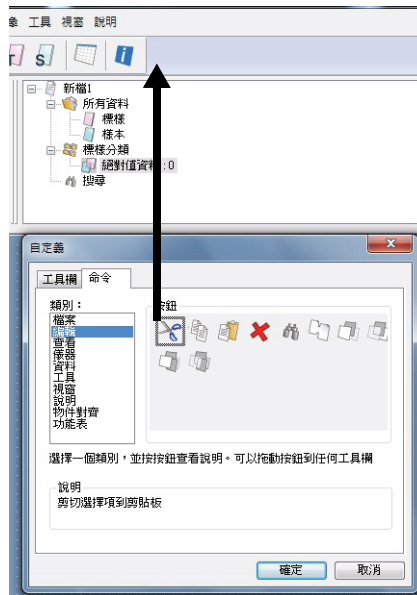 工具 視窗 說明
S i
新檔1
所有資料
標樣
樣本
標樣分類
絕對值資料 : 0
搜尋
自定義
工具欄 命令
類別：
按鈕
檔案
編輯
查看
儀器
資料
工具
視窗
說明
物件對齊
功能表
選擇一個類別，並按按鈕查看說明。可以拖動按鈕到任何工具欄
說明
剪切選擇項到剪貼板
確定 取消